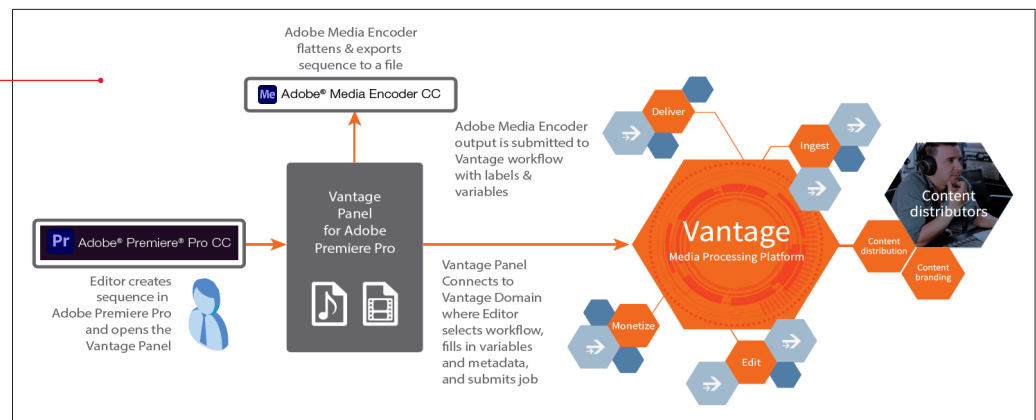 Adobe Media Encoder
flattens & exports
sequence to a file
Me Adobe® Media Encoder CC
Adobe Media Encoder
output is submitted to
Vantage workflow
with labels &
variables
Vantage
Panel
for Adobe
Premiere Pro
Pr Adobe® Premiere® Pro CC
Editor creates
sequence in
Adobe Premiere Pro
and opens the
Vantage Panel
Vantage Panel
Connects to
Vantage Domain
where Editor
selects workflow,
fills in variables
and metadata,
and submits job
Deliver
Ingest
Vantage
Media Processing Platform
Monetize
Edit
Content
distributors
Content
distribution
Content
branding